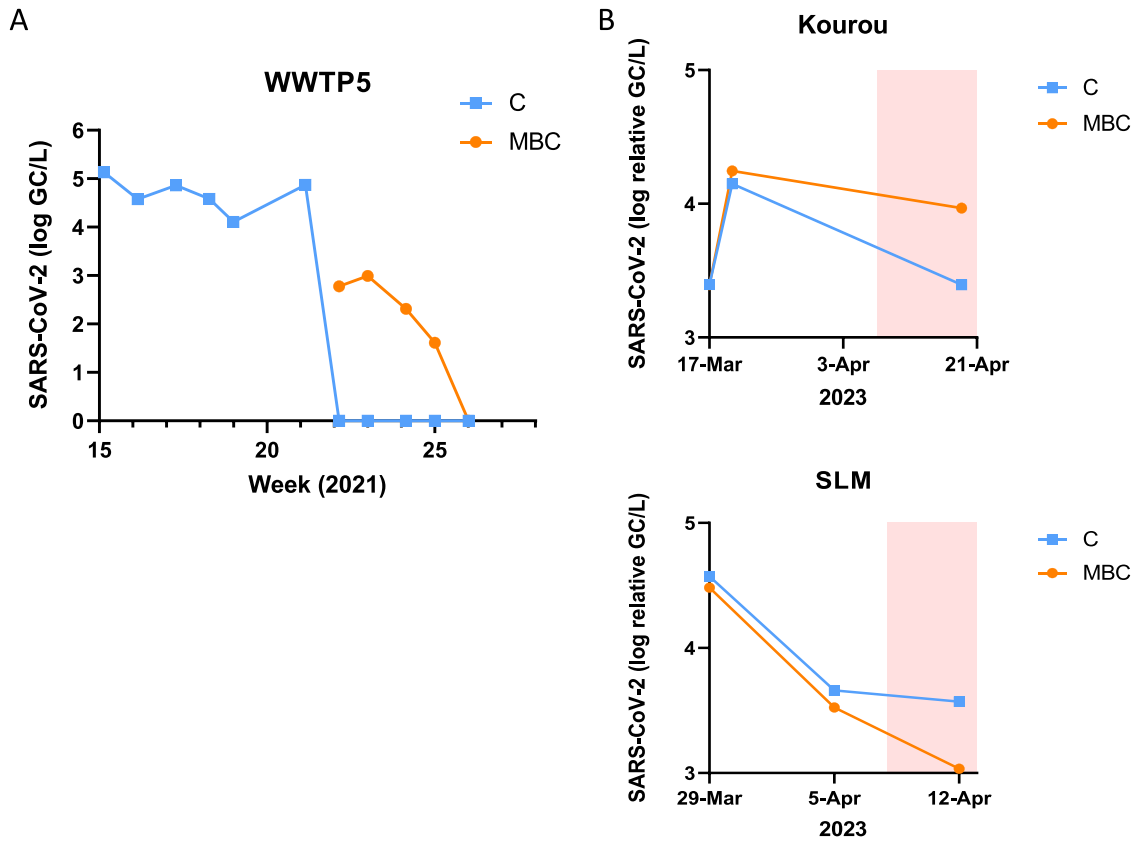 A
WWTP5
C
MBC
SARS-CoV-2 (log GC/L)
6
5
4
3
2
1
0
15
20
25
Week (2021)
B
Kourou
C
MBC
SARS-CoV-2 (log relative GC/L)
5
4
3
17-Mar
3-Apr
21-Apr
2023
SLM
C
MBC
SARS-CoV-2 (log relative GC/L)
5
4
3
29-Mar
5-Apr
12-Apr
2023